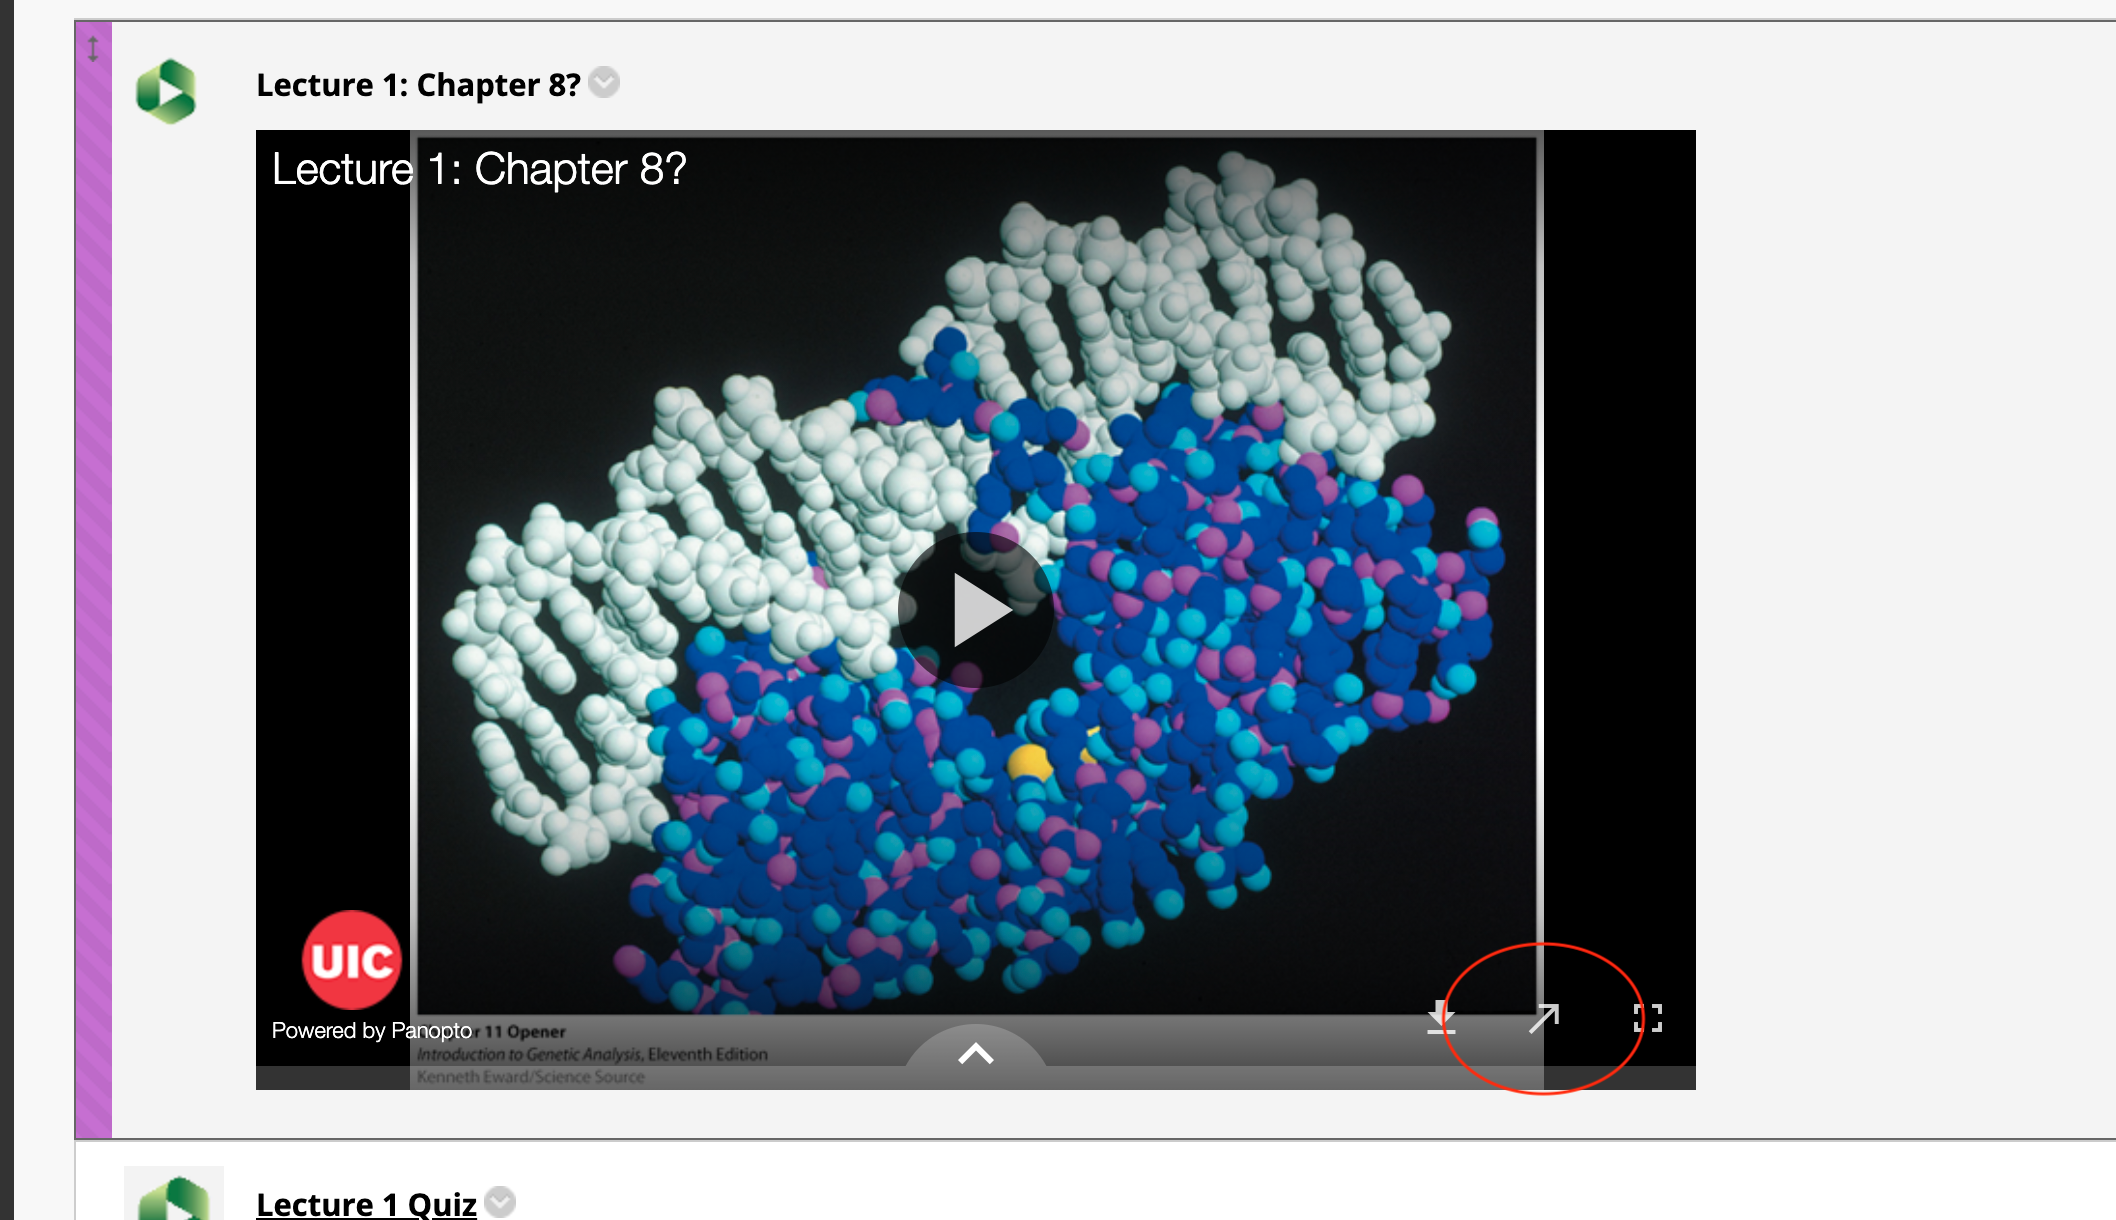 Lecture 1: Chapter 8?
Lecture 1: Chapter 8?
UIC
Powered by Panopto
r 11 Opener
Introduction to Genetic Analysis, Eleventh Edition
Kenneth Eward/Science Source
Lecture 1 Quiz